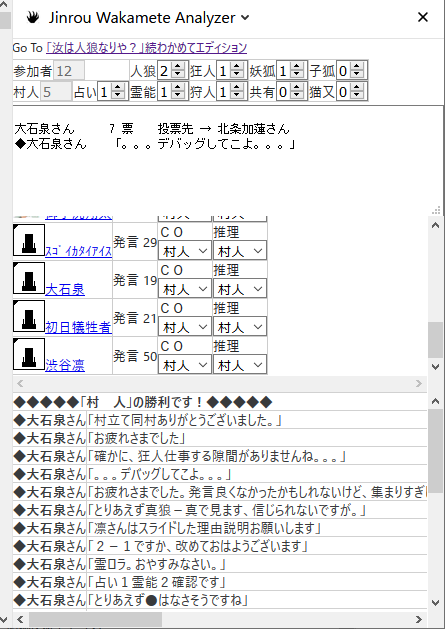 Jinrou Wakamete Analyzer
Go To 「汝は人狼なりや？」続わかめてエディション
参加者 12 人狼 2 狂人 1 妖狐 1 子狐 0
村人 5 占い 1 霊能 1 狩人 1 共有 0 猫又 0
大石泉さん 7 票 投票先 → 北条加蓮さん
◆大石泉さん 「。。。デバッグしてこよ。。。」
村人 村人
ｽｺﾞｲｶﾀｲｱｲｽ 発言 29 ＣＯ 村人 推理 村人
大石泉 発言 19 ＣＯ 村人 推理 村人
初日犠牲者 発言 21 ＣＯ 村人 推理 村人
渋谷凛 発言 50 ＣＯ 村人 推理 村人
◆◆◆◆◆「村　人」の勝利です！◆◆◆◆◆
◆大石泉さん「村立て同村ありがとうございました。」
◆大石泉さん「お疲れさまでした」
◆大石泉さん「確かに、狂人仕事する隙間がありませんね。。。」
◆大石泉さん「。。。デバッグしてこよ。。。」
◆大石泉さん「お疲れさまでした。発言良くなかったかもしれないけど、集まりすぎ
◆大石泉さん「とりあえず真狼－真で見ます、信じられないですが。」
◆大石泉さん「凛さんはスライドした理由説明お願いします」
◆大石泉さん「２－１ですか、改めておはようございます」
◆大石泉さん「霊ロラ。おやすみなさい。」
◆大石泉さん「占い１霊能２確認です」
◆大石泉さん「とりあえず●はなさそうですね」